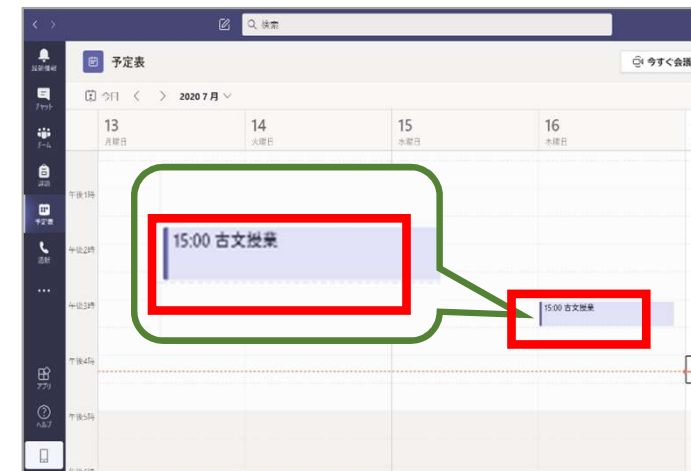 検索
最新情報
予定表
今すぐ会議
チャット
今日
2020 7 月
チーム
13
14
15
16
月曜日
火曜日
水曜日
木曜日
課題
午後1時
予定表
15:00 古文授業
通話
午後2時
...
午後3時
15:00 古文授業
アプリ
午後4時
ヘルプ
午後5時